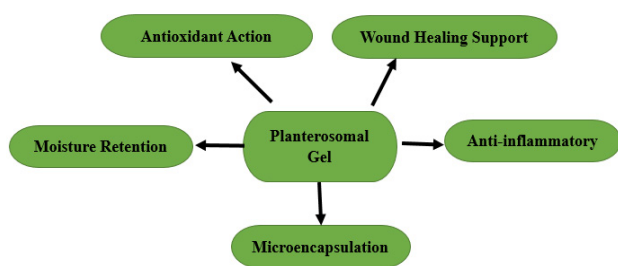 Antioxidant Action
Wound Healing Support
Planterosomal
Gel
Moisture Retention
Anti-inflammatory
Microencapsulation